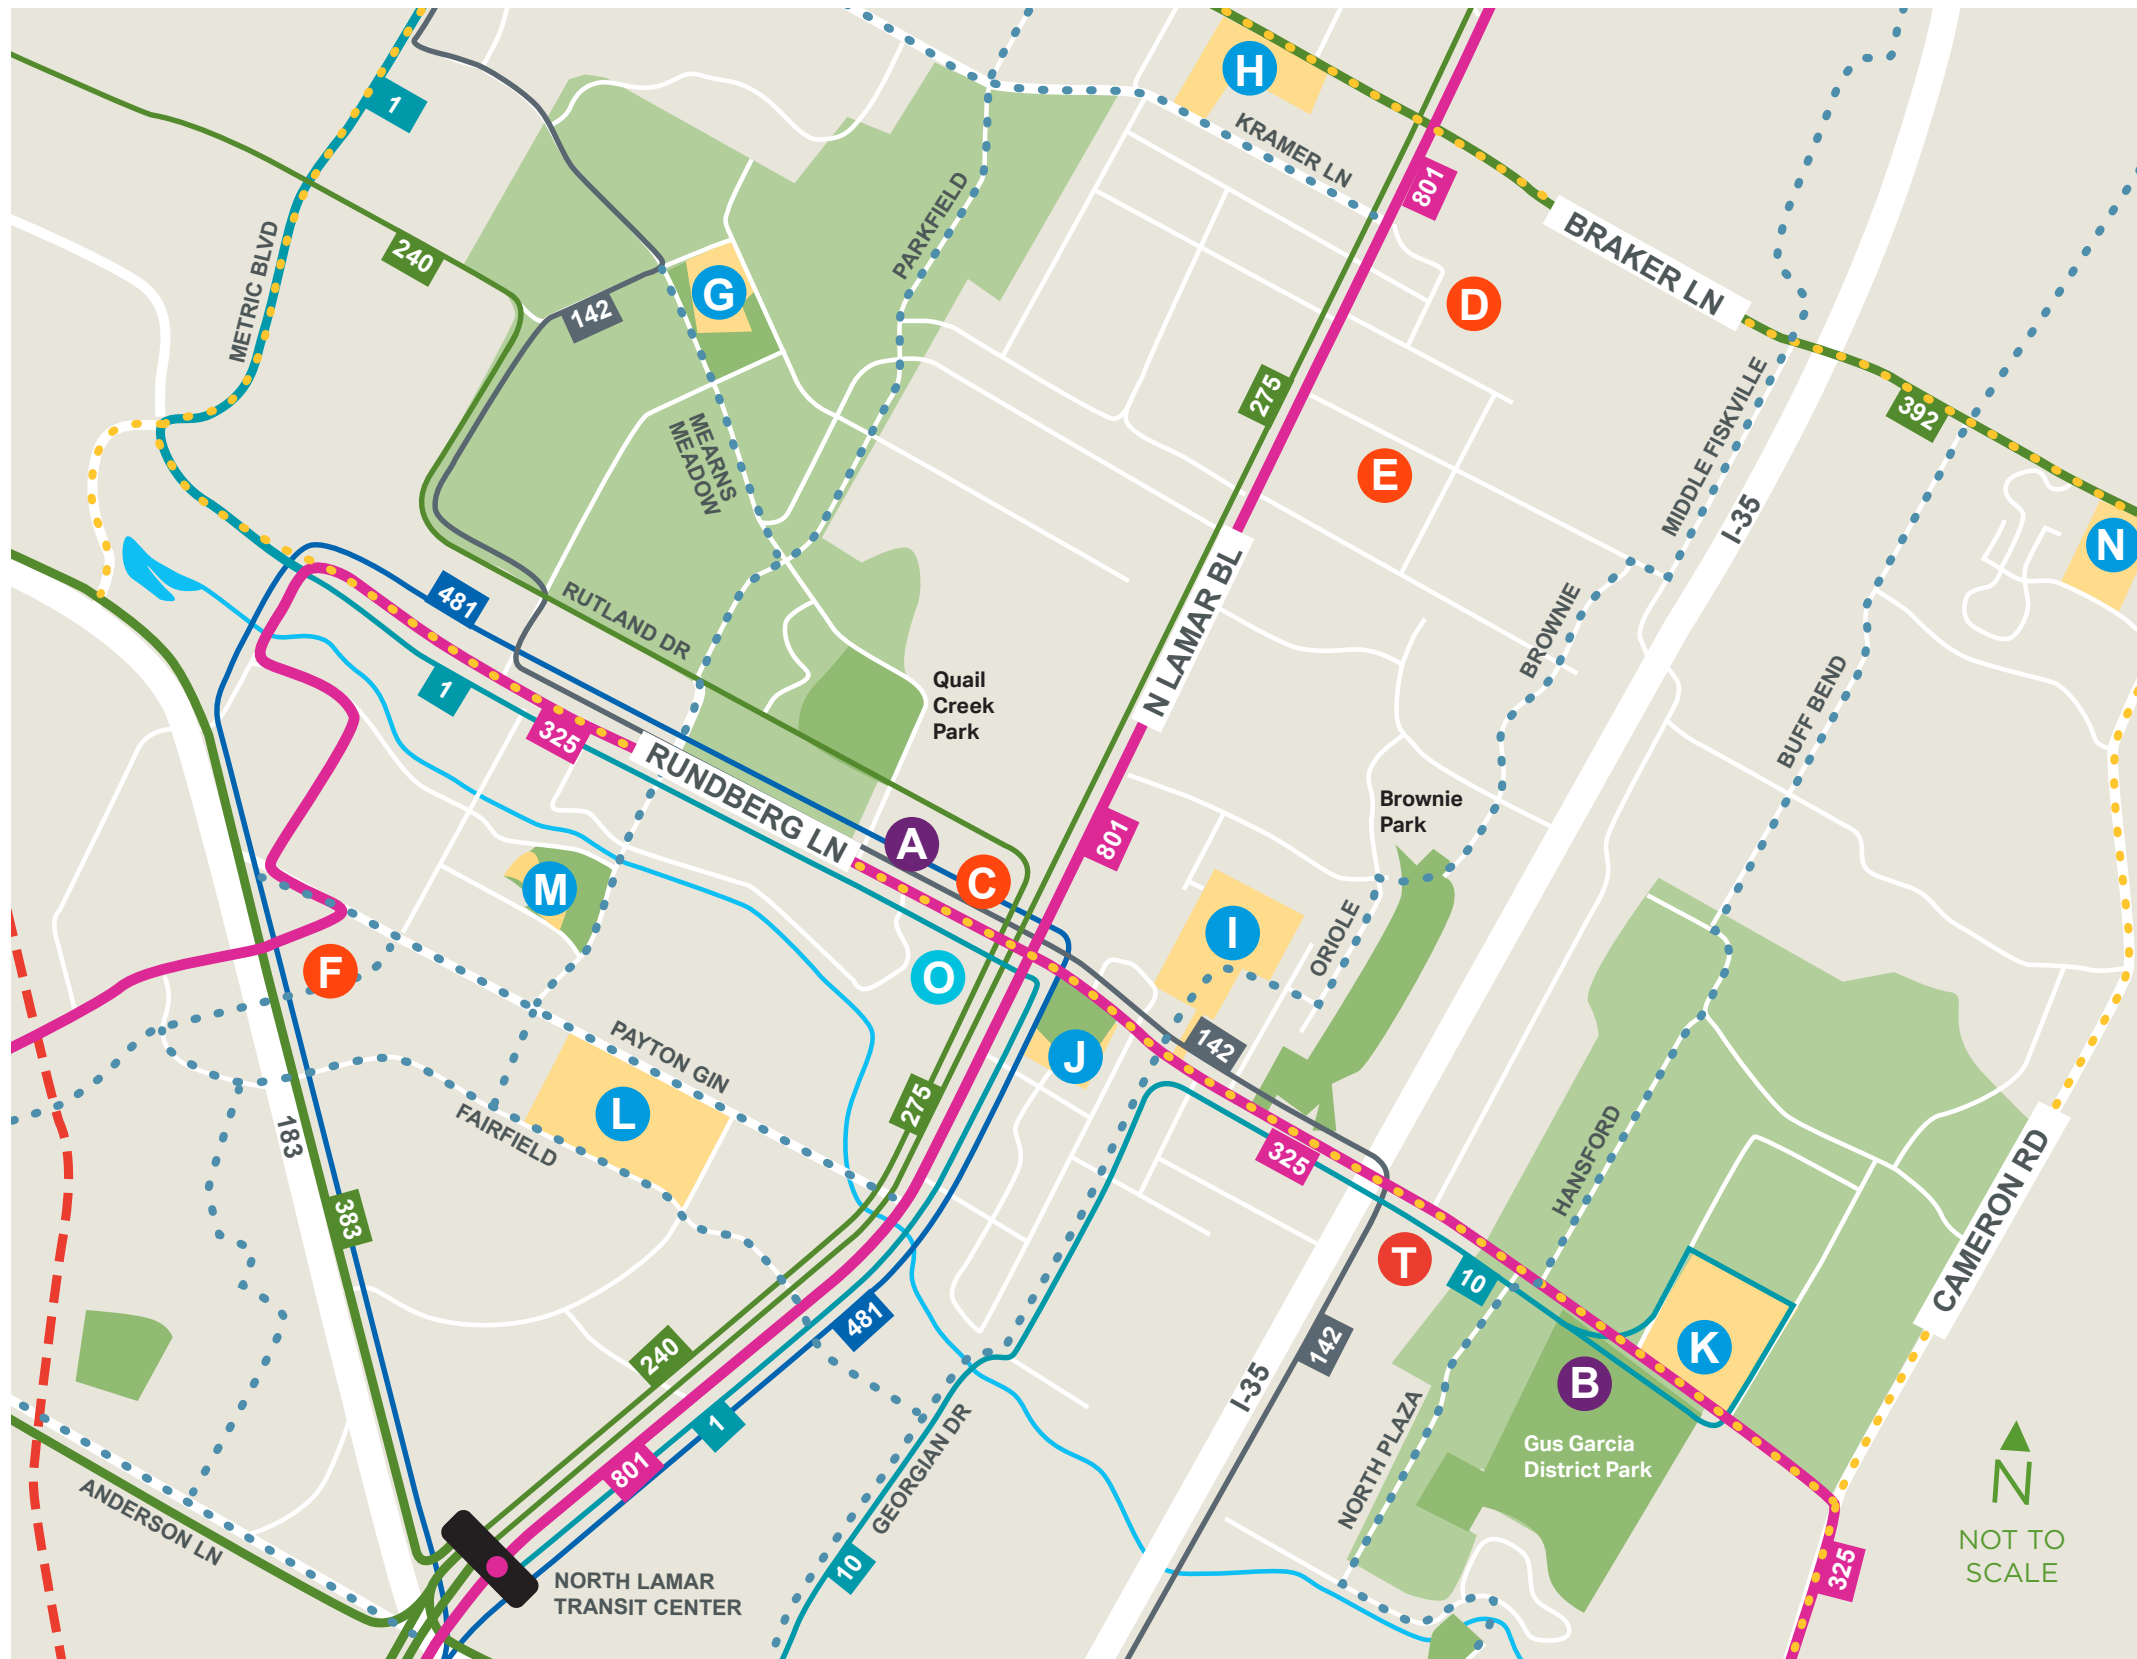 H
1
KRAMER LN
801
PARKFIELD
BRAKER LN
METRIC BLVD
240
G
142
D
275
MIDDLE FISKVILLE
392
MEARNS
MEADOW
E
I-35
N
481
RUTLAND DR
N LAMAR BL
BROWNIE
1
325
Quail
Creek
Park
BUFF BEND
RUNDBERG LN
801
Brownie
Park
A
C
M
I
ORIOLE
F
O
PAYTON GIN
142
J
275
L
FAIRFIELD
183
325
HANSFORD
CAMERON RD
383
T
10
481
142
K
240
B
I-35
1
801
NORTH PLAZA
Gus Garcia
District Park
GEORGIAN DR
ANDERSON LN
10
N
NOT TO
SCALE
325
NORTH LAMAR
TRANSIT CENTER